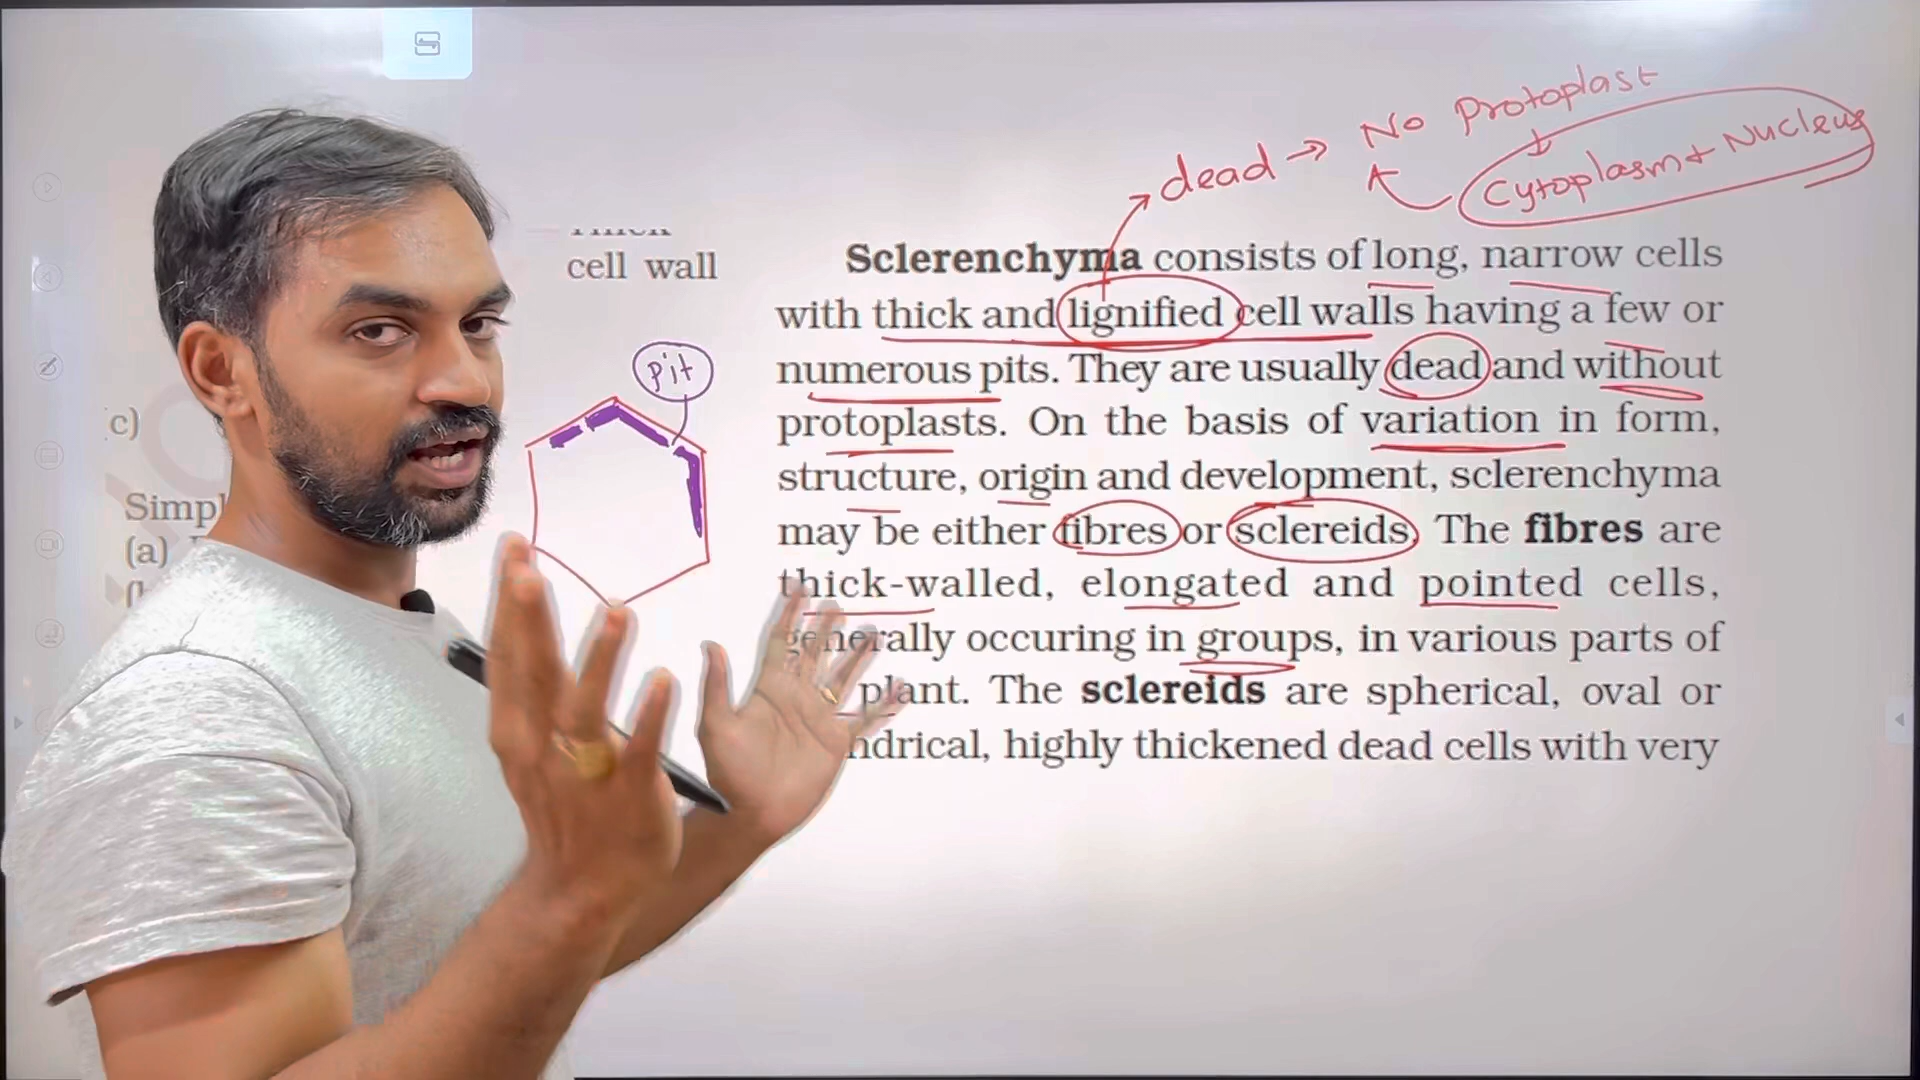 No Protoplast
dead → Cytoplasm + Nucleus
cell wall
pit
c)
Simpl
(a)
Sclerenchyma consists of long, narrow cells
with thick and lignified cell walls having a few or
numerous pits. They are usually dead and without
protoplasts. On the basis of variation in form,
structure, origin and development, sclerenchyma
may be either fibres or sclereids. The fibres are
thick-walled, elongated and pointed cells,
generally occuring in groups, in various parts of
plant. The sclereids are spherical, oval or
ndrical, highly thickened dead cells with very